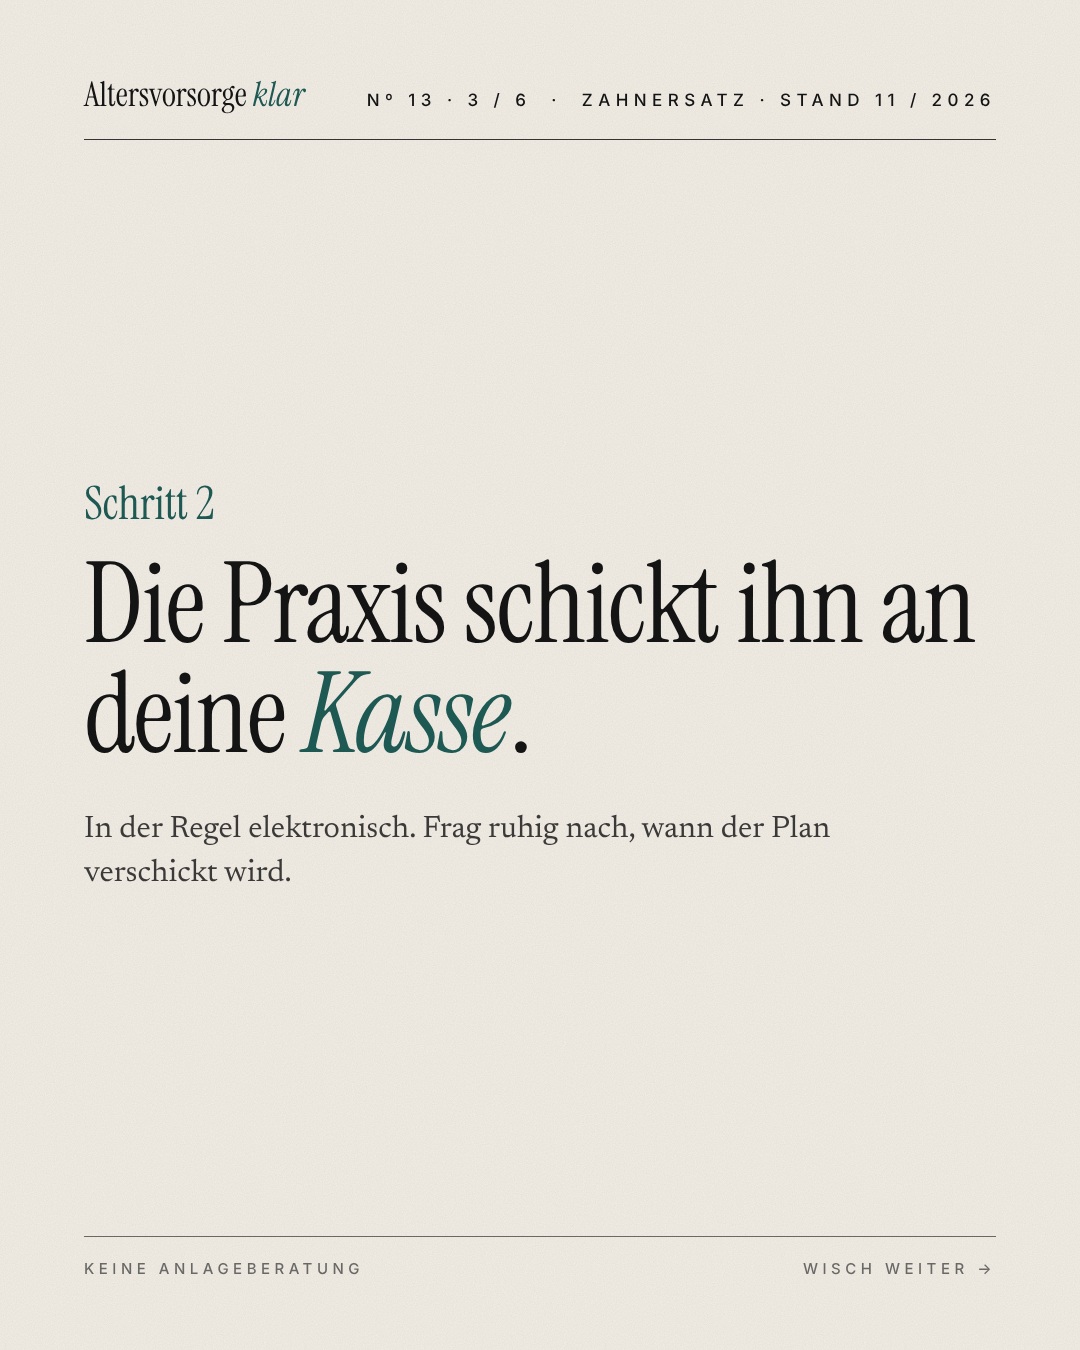 Altersvorsorge klar
Nº 13 · 3 / 6 · ZAHNERSATZ · STAND 11 / 2026
Schritt 2
Die Praxis schickt ihn an
deine Kasse.
In der Regel elektronisch. Frag ruhig nach, wann der Plan
verschickt wird.
KEINE ANLAGEBERATUNG
WISCH WEITER →